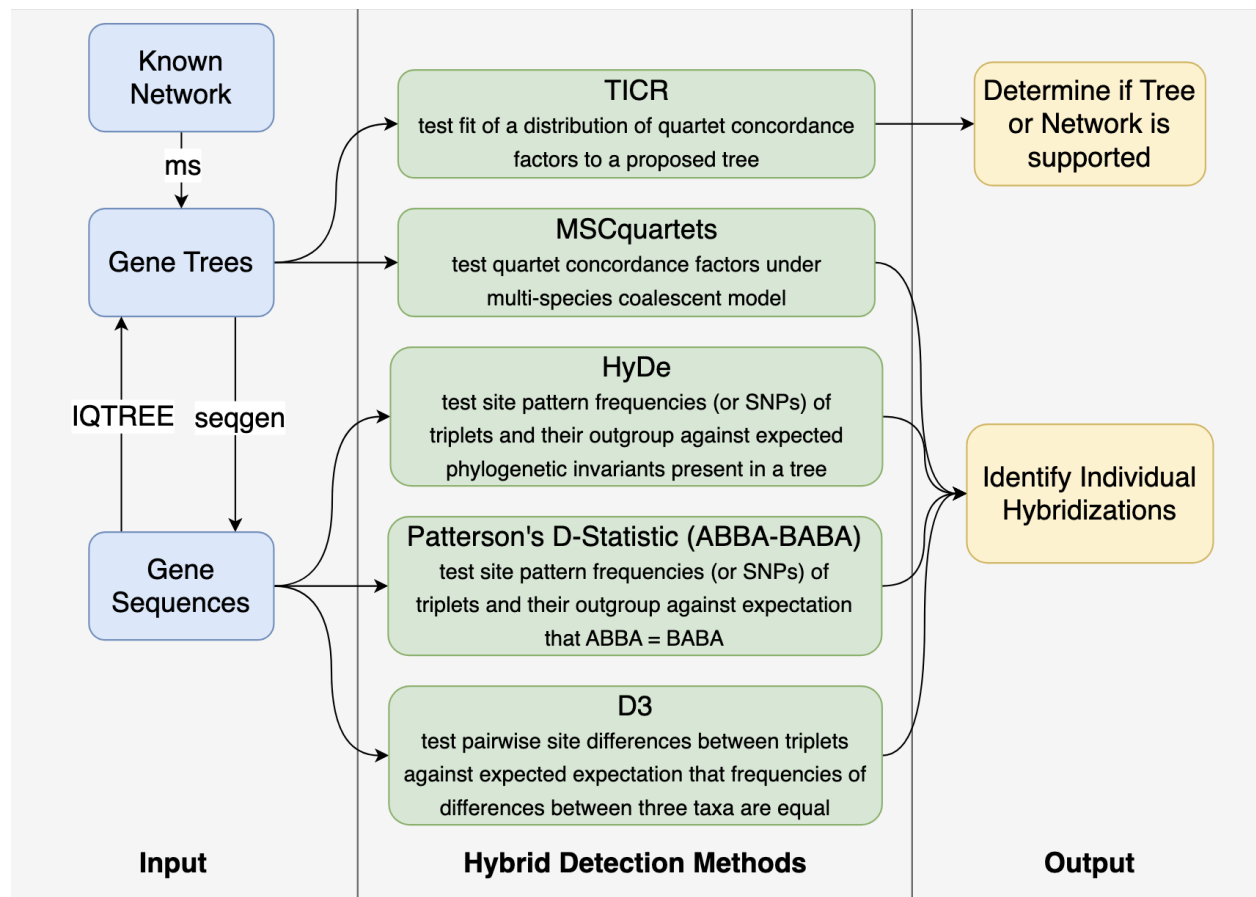 Known
Network
ms
Gene Trees
IQTREE
seqgen
Gene
Sequences
Input
TICR
test fit of a distribution of quartet concordance
factors to a proposed tree
MSCquartets
test quartet concordance factors under
multi-species coalescent model
HyDe
test site pattern frequencies (or SNPs) of
triplets and their outgroup against expected
phylogenetic invariants present in a tree
Patterson's D-Statistic (ABBA-BABA)
test site pattern frequencies (or SNPs) of
triplets and their outgroup against expectation
that ABBA = BABA
D3
test pairwise site differences between triplets
against expected expectation that frequencies of
differences between three taxa are equal
Hybrid Detection Methods
Determine if Tree
or Network is
supported
Identify Individual
Hybridizations
Output